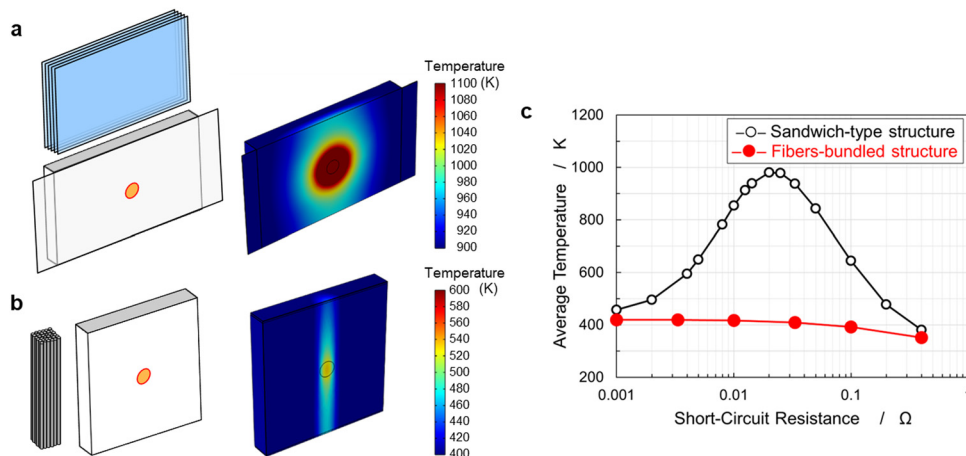 a
Temperature
(K)
1100
1080
1060
1040
1020
1000
980
960
940
920
900
b
Temperature
(K)
600
580
560
540
520
500
480
460
440
420
400
c
Average Temperature / K
1200
1000
800
600
400
200
Sandwich-type structure
Fibers-bundled structure
0.001 0.01 0.1 1
Short-Circuit Resistance / Ω